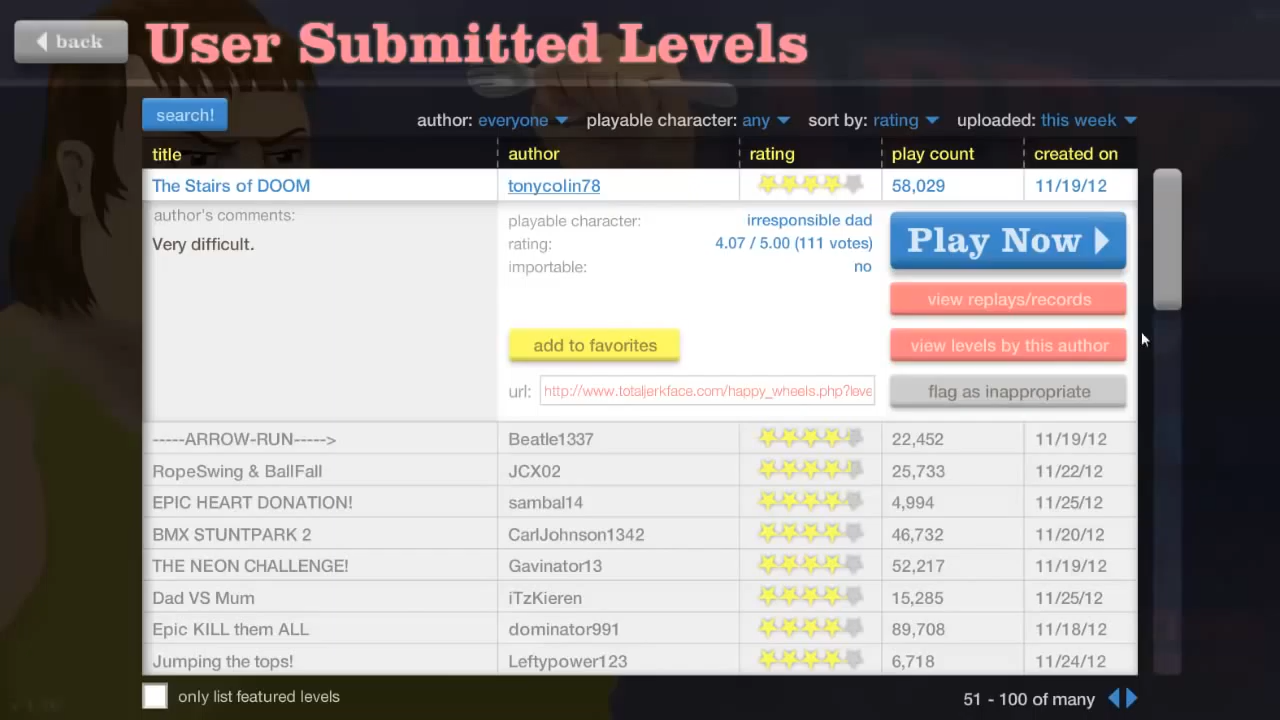 back
User Submitted Levels
search!
author: everyone playable character: any sort by: rating uploaded: this week
title author rating play count created on
The Stairs of DOOM tonycolin78 58,029 11/19/12
author's comments:
Very difficult.
playable character: irresponsible dad
rating: 4.07 / 5.00 (111 votes)
importable: no
Play Now
view replays/records
add to favorites
view levels by this author
url: http://www.totaljerkface.com/happy_wheels.php?leve
flag as inappropriate
-----ARROW-RUN-----> Beatle1337 22,452 11/19/12
RopeSwing & BallFall JCX02 25,733 11/22/12
EPIC HEART DONATION! sambal14 4,994 11/25/12
BMX STUNTPARK 2 CarlJohnson1342 46,732 11/20/12
THE NEON CHALLENGE! Gavinator13 52,217 11/19/12
Dad VS Mum iTzKieren 15,285 11/25/12
Epic KILL them ALL dominator991 89,708 11/18/12
Jumping the tops! Leftypower123 6,718 11/24/12
only list featured levels
51 - 100 of many